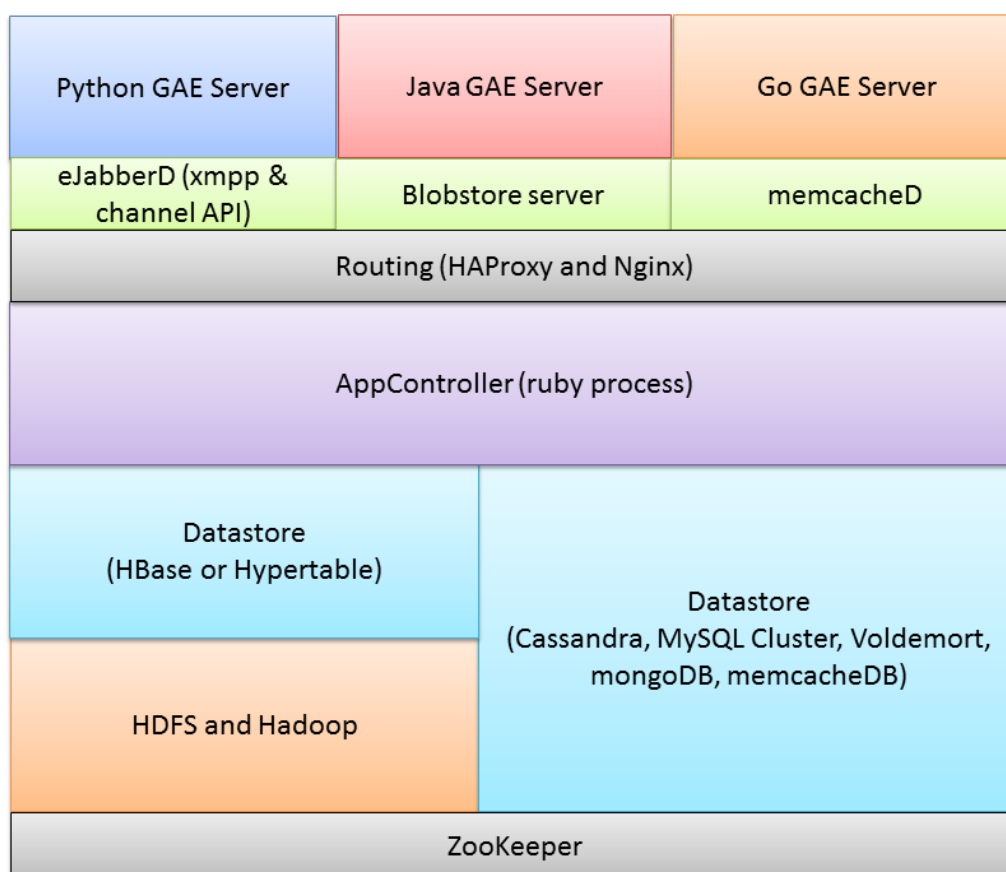 Python GAE Server
Java GAE Server
Go GAE Server
eJabberD (xmpp &
channel API)
Blobstore server
memcacheD
Routing (HAProxy and Nginx)
AppController (ruby process)
Datastore
(HBase or Hypertable)
Datastore
(Cassandra, MySQL Cluster, Voldemort,
mongoDB, memcacheDB)
HDFS and Hadoop
ZooKeeper